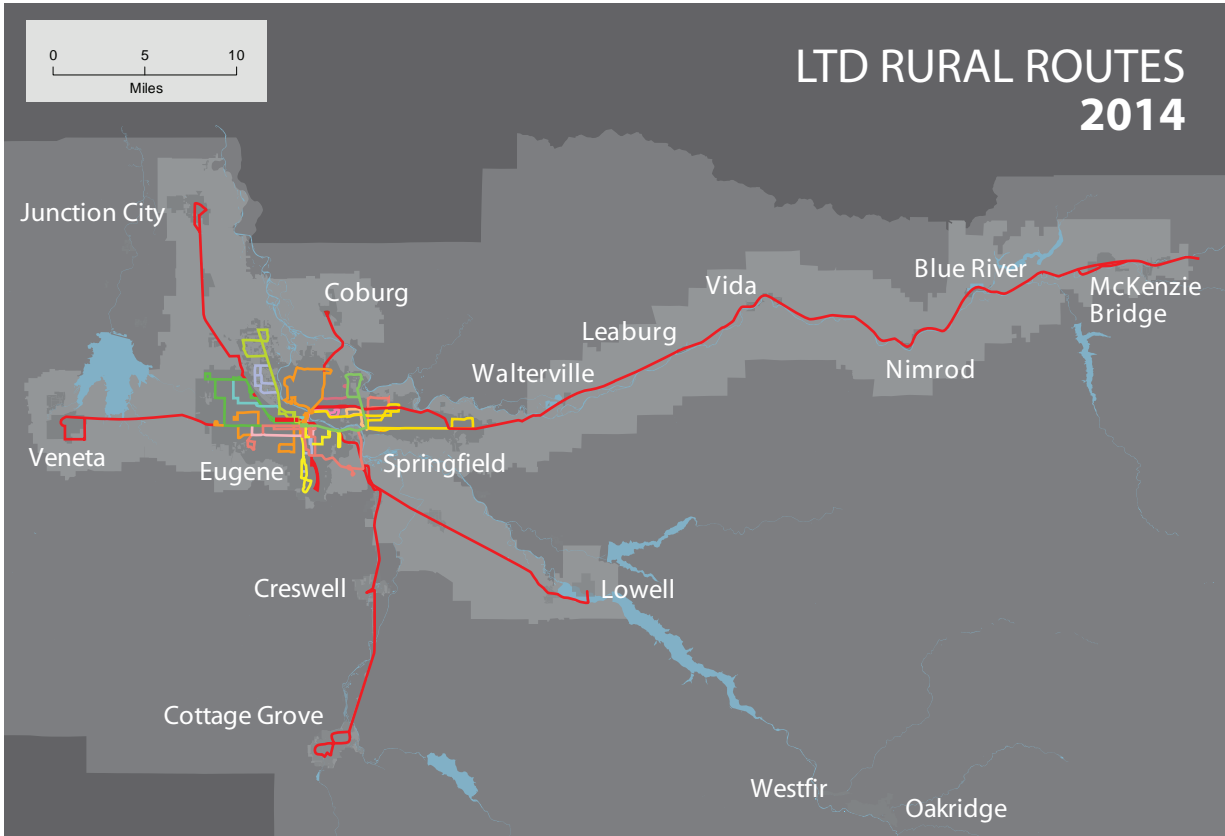 0 5 10
Miles
LTD RURAL ROUTES
2014
Junction City
Coburg
Blue River
McKenzie
Bridge
Vida
Leaburg
Nimrod
Walterville
Veneta
Eugene
Springfield
Creswell
Lowell
Cottage Grove
Westfir
Oakridge